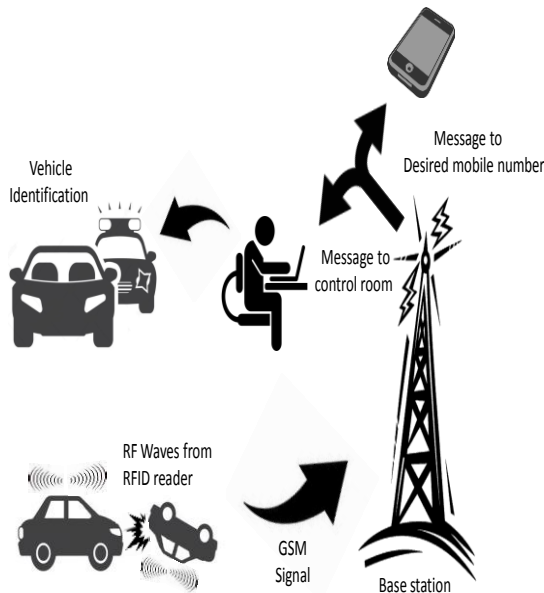 Message to
Desired mobile number
Vehicle
Identification
Message to
control room
RF Waves from
RFID reader
GSM
Signal
Base station